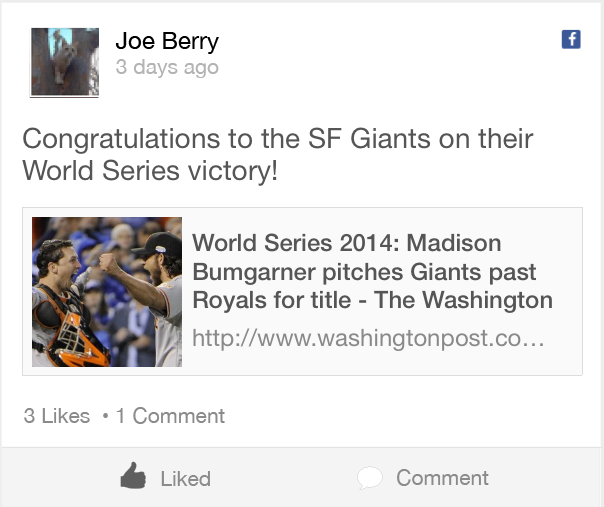 Joe Berry
3 days ago
Congratulations to the SF Giants on their
World Series victory!
World Series 2014: Madison
Bumgarner pitches Giants past
Royals for title - The Washington
http://www.washingtonpost.co…
3 Likes • 1 Comment
Liked
Comment